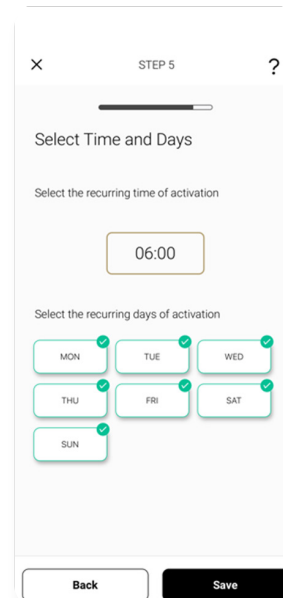 STEP 5 ?
Select Time and Days
Select the recurring time of activation
06:00
Select the recurring days of activation
MON TUE WED
THU FRI SAT
SUN
Back Save